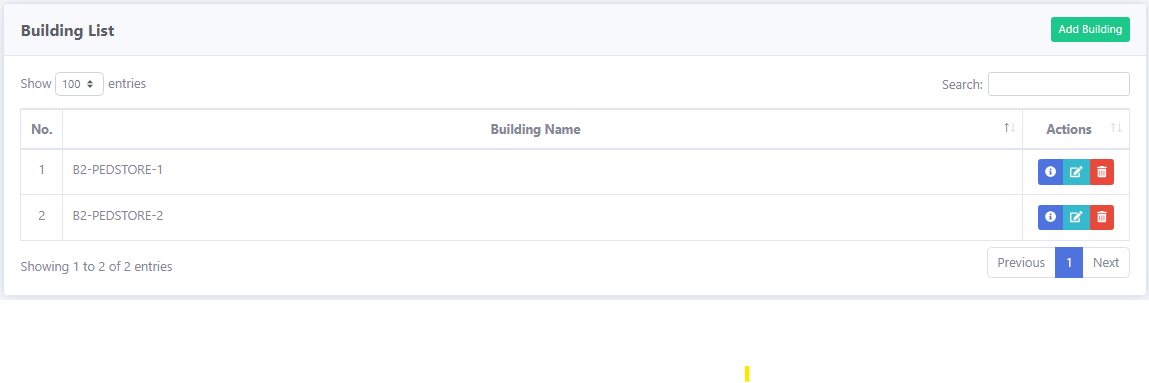 Building List
Add Building
Show 100 entries
Search:
No. Building Name Actions
1 B2-PEDSTORE-1
2 B2-PEDSTORE-2
Showing 1 to 2 of 2 entries
Previous 1 Next